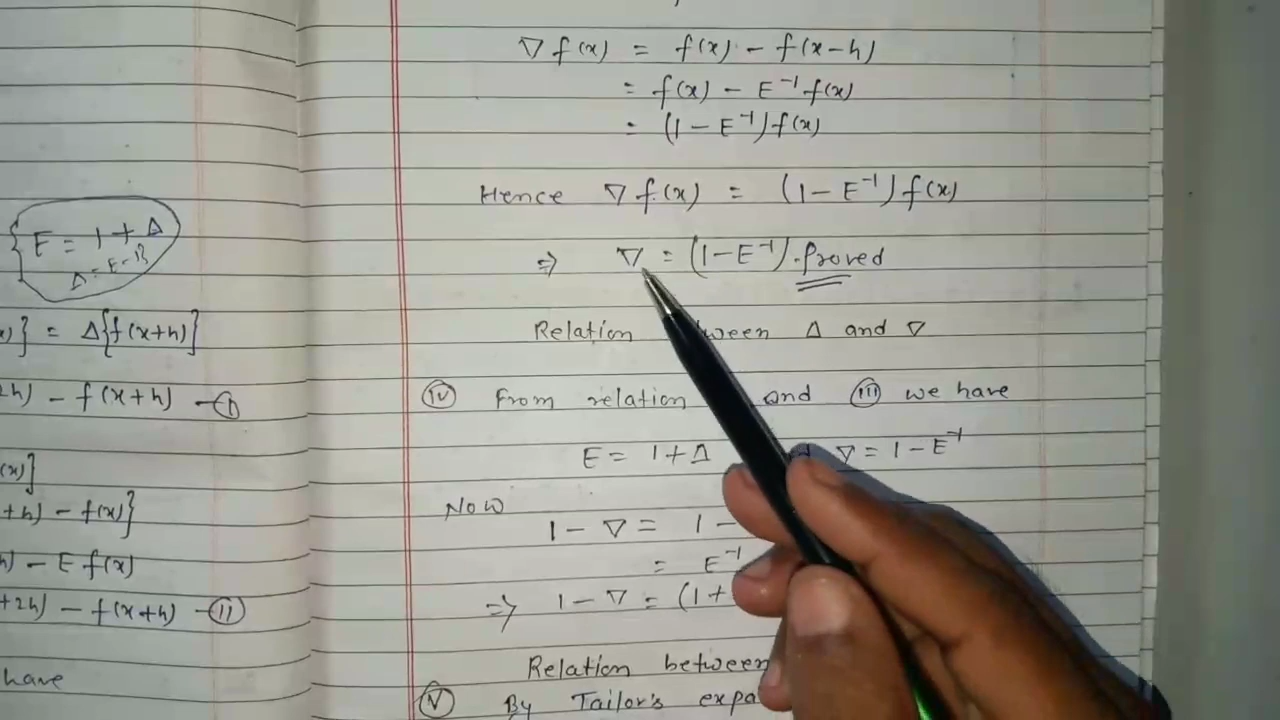 {E = 1 + Δ
Δ = E - B
x)} = Δ{f(x+h)}
2h) - f(x+h) -Ⓘ
(x)]
+h) - f(x)}
h) - E f(x)
+2h) - f(x+h) -(II)
have
∇ f(x) = f(x) - f(x-h)
= f(x) - E⁻¹ f(x)
= (1 - E⁻¹) f(x)
Hence ∇ f(x) = (1 - E⁻¹) f(x)
⇒ ∇ = (1 - E⁻¹). Proved
Relation tween Δ and ∇
(iv) From relation and (iii) we have
E = 1 + Δ ∇ = 1 - E⁻¹
Now
1 - ∇ = 1 -
= E⁻¹
⇒ 1 - ∇ = (1 +
Relation between
(V) By Tailor's expa